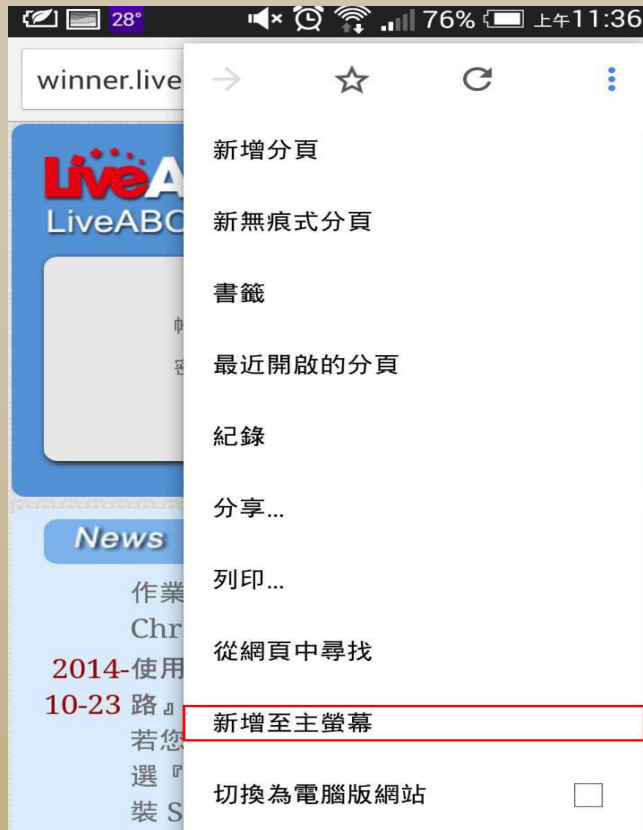 28° 76% 上午11:36
winner.live
新增分頁
新無痕式分頁
書籤
最近開啟的分頁
紀錄
分享...
列印...
從網頁中尋找
新增至主螢幕
切換為電腦版網站
LiveA
LiveABC
News
作業
Chr
2014-使用
10-23 路』
若您
選『
裝 S